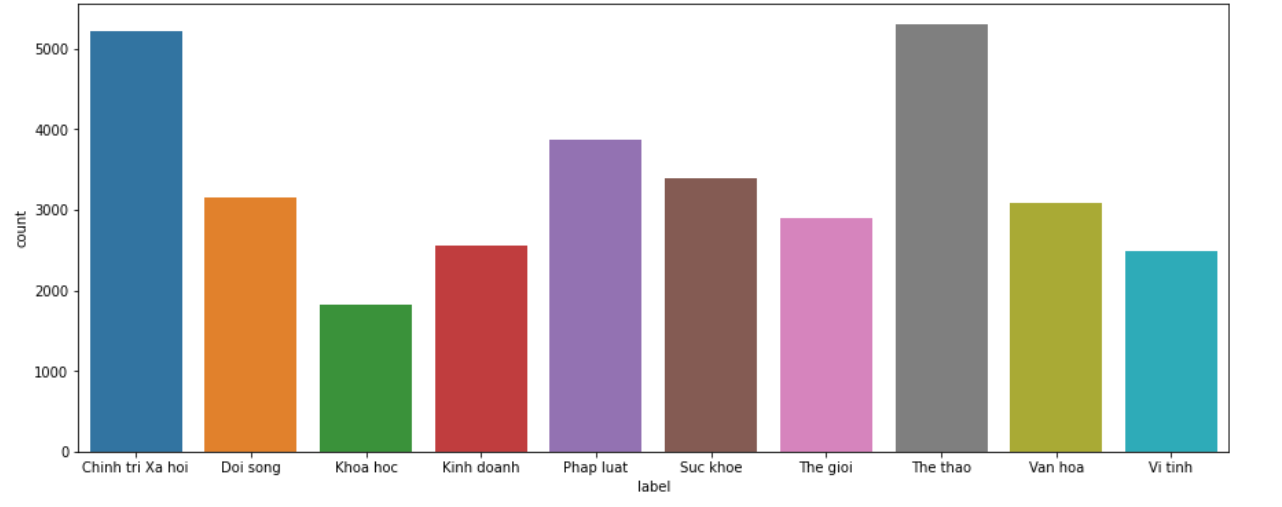 5000
4000
3000
2000
1000
0
count
Chinh tri Xa hoi Doi song Khoa hoc Kinh doanh Phap luat Suc khoe The gioi The thao Van hoa Vi tinh
label